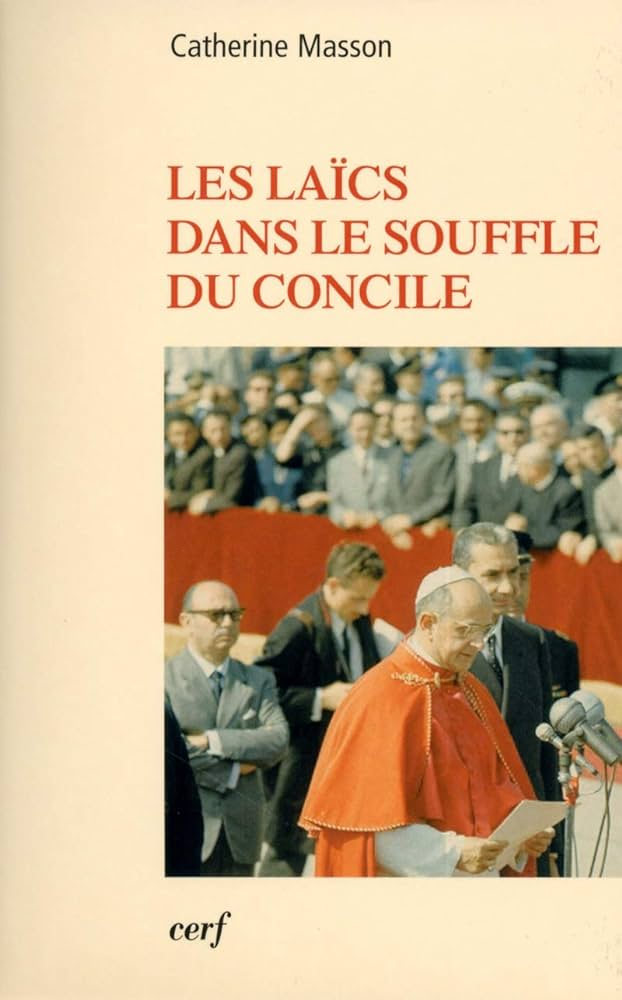 Catherine Masson
LES LAÏCS
DANS LE SOUFFLE
DU CONCILE
cerf